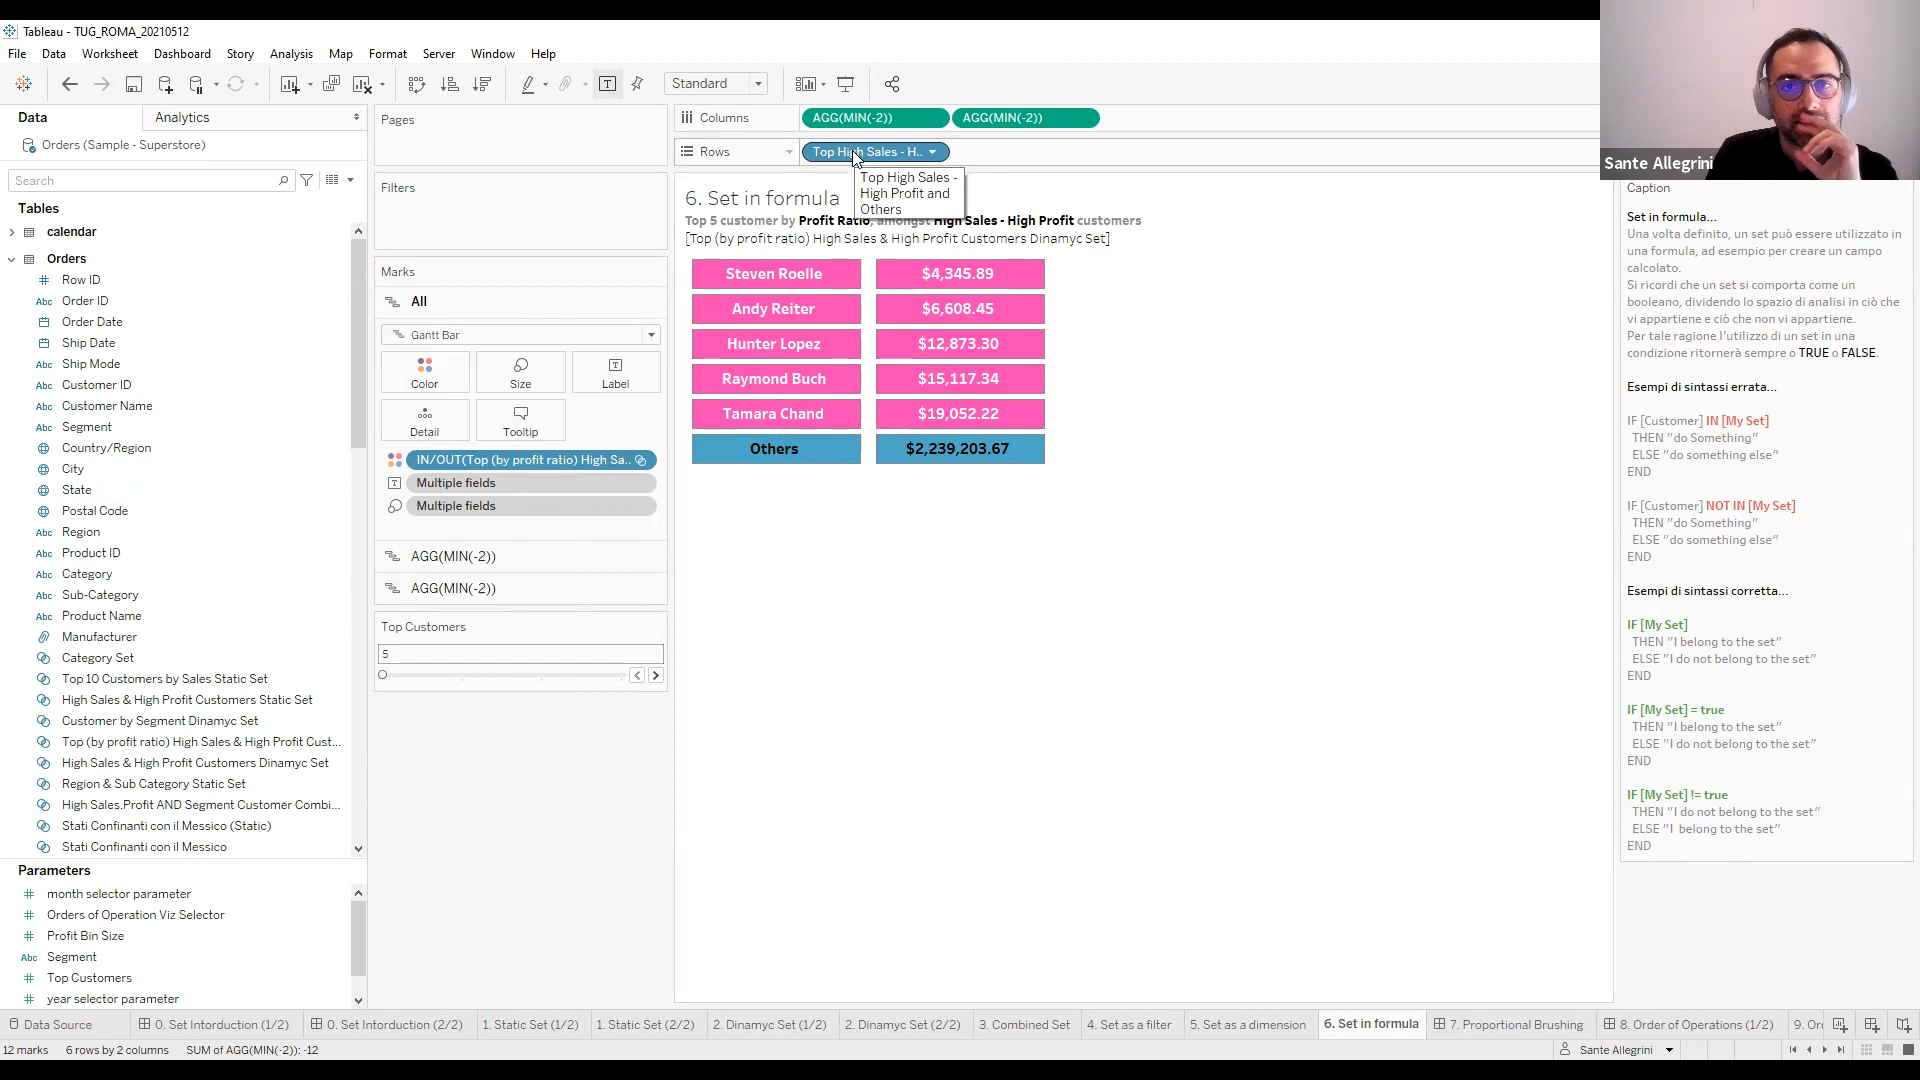 Tableau - TUG_ROMA_20210512
File Data Worksheet Dashboard Story Analysis Map Format Server Window Help
Standard
Sante Allegrini
Data
Analytics
Orders (Sample - Superstore)
Search
Tables
calendar
Orders
Row ID
Abc Order ID
Order Date
Ship Date
Abc Ship Mode
Abc Customer ID
Abc Customer Name
Abc Segment
Country/Region
City
State
Postal Code
Abc Region
Abc Product ID
Abc Category
Abc Sub-Category
Abc Product Name
Manufacturer
Category Set
Top 10 Customers by Sales Static Set
High Sales & High Profit Customers Static Set
Customer by Segment Dinamyc Set
Top (by profit ratio) High Sales & High Profit Cust...
High Sales & High Profit Customers Dinamyc Set
Region & Sub Category Static Set
High Sales,Profit AND Segment Customer Combi...
Stati Confinanti con il Messico (Static)
Stati Confinanti con il Messico
Parameters
month selector parameter
Orders of Operation Viz Selector
Profit Bin Size
Abc Segment
Top Customers
year selector parameter
Pages
Filters
Marks
All
Gantt Bar
Color
Size
Label
Detail
Tooltip
IN/OUT(Top (by profit ratio) High Sa..
Multiple fields
Multiple fields
AGG(MIN(-2))
AGG(MIN(-2))
Top Customers
5
Columns
AGG(MIN(-2))
AGG(MIN(-2))
Rows
Top High Sales - H..
Top High Sales -
High Profit and
Others
6. Set in formula
Top 5 customer by Profit Ratio, amongst High Sales - High Profit customers
[Top (by profit ratio) High Sales & High Profit Customers Dinamyc Set]
Steven Roelle $4,345.89
Andy Reiter $6,608.45
Hunter Lopez $12,873.30
Raymond Buch $15,117.34
Tamara Chand $19,052.22
Others $2,239,203.67
Caption
Set in formula...
Una volta definito, un set può essere utilizzato in
una formula, ad esempio per creare un campo
calcolato.
Si ricordi che un set si comporta come un
booleano, dividendo lo spazio di analisi in ciò che
vi appartiene e ciò che non vi appartiene.
Per tale ragione l'utilizzo di un set in una
condizione ritornerà sempre o TRUE o FALSE.
Esempi di sintassi errata...
IF [Customer] IN [My Set]
THEN "do Something"
ELSE "do something else"
END
IF [Customer] NOT IN [My Set]
THEN "do Something"
ELSE "do something else"
END
Esempi di sintassi corretta...
IF [My Set]
THEN "I belong to the set"
ELSE "I do not belong to the set"
END
IF [My Set] = true
THEN "I belong to the set"
ELSE "I do not belong to the set"
END
IF [My Set] != true
THEN "I do not belong to the set"
ELSE "I  belong to the set"
END
Data Source
0. Set Intorduction (1/2)
0. Set Intorduction (2/2)
1. Static Set (1/2)
1. Static Set (2/2)
2. Dinamyc Set (1/2)
2. Dinamyc Set (2/2)
3. Combined Set
4. Set as a filter
5. Set as a dimension
6. Set in formula
7. Proportional Brushing
8. Order of Operations (1/2)
9. Or
12 marks
6 rows by 2 columns
SUM of AGG(MIN(-2)): -12
Sante Allegrini